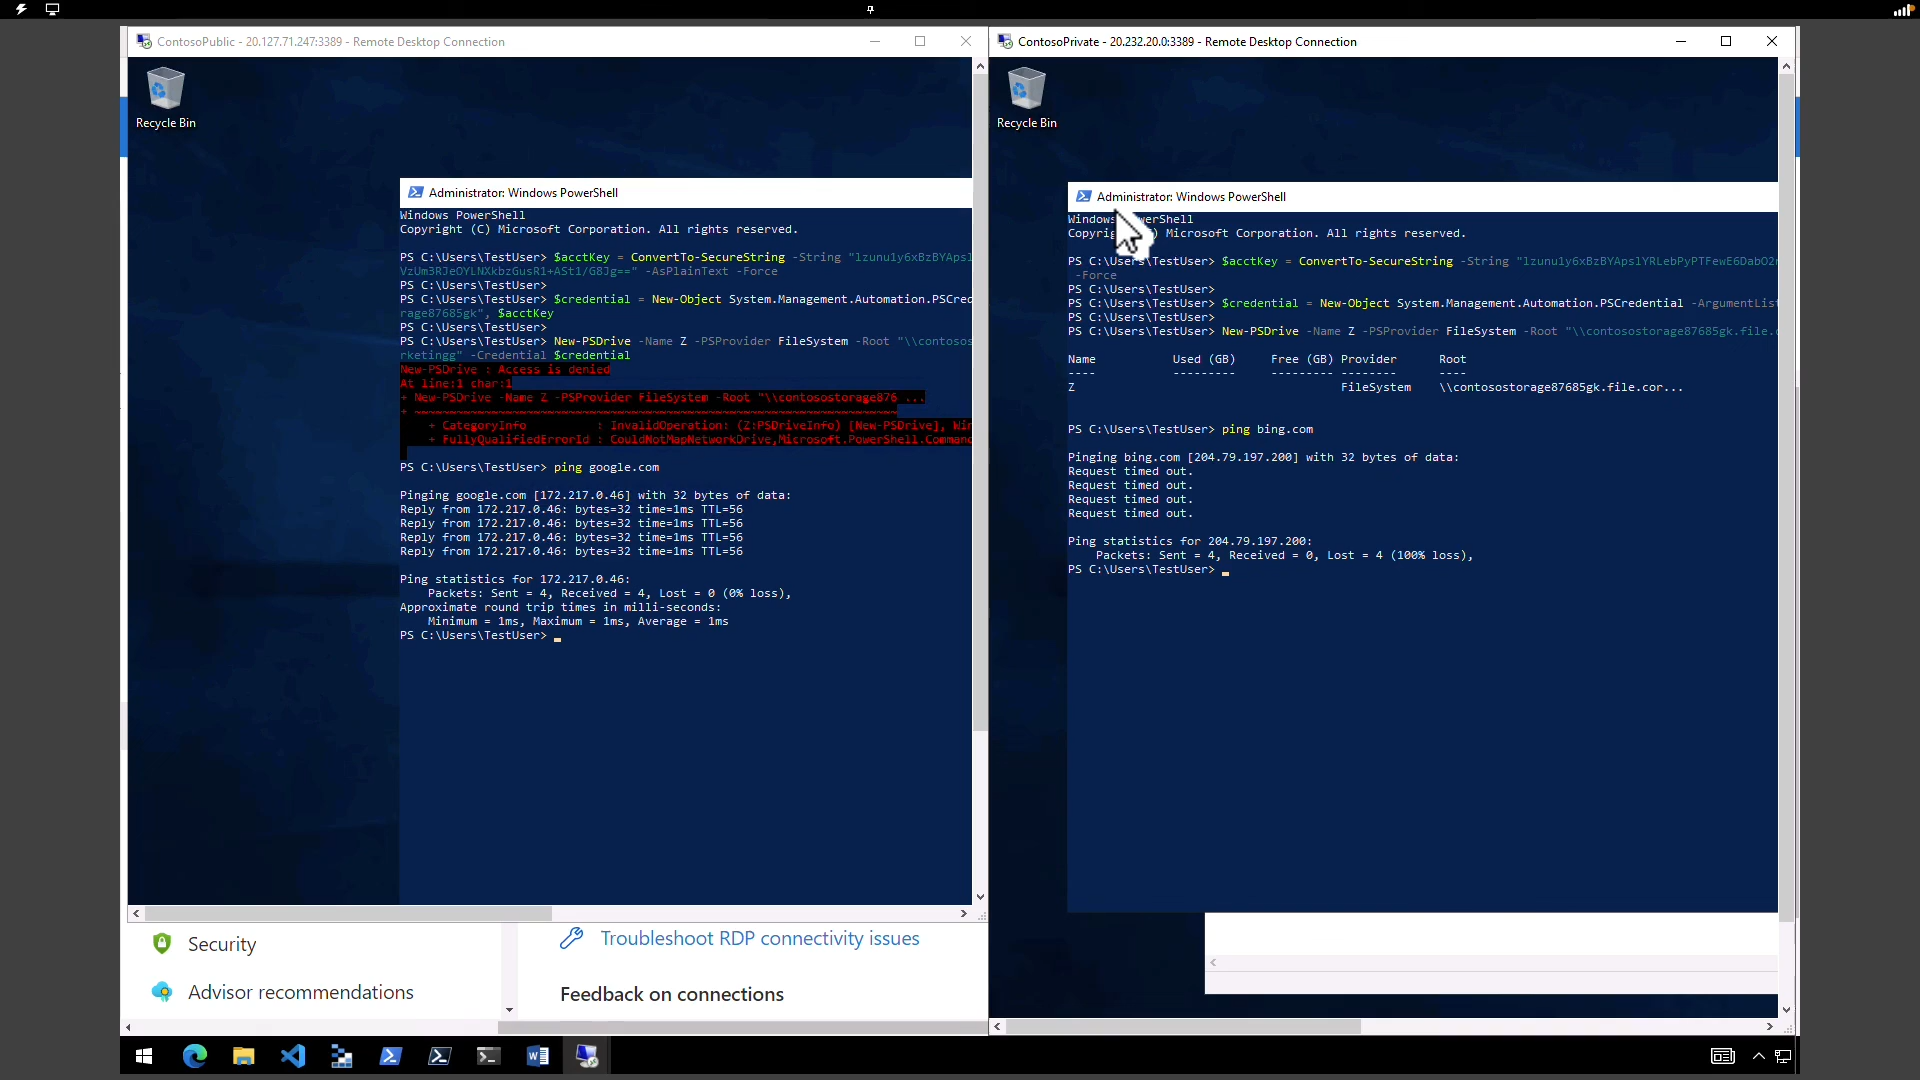 ContosoPublic - 20.127.71.247:3389 - Remote Desktop Connection
Recycle Bin
Administrator: Windows PowerShell
Windows PowerShell
Copyright (C) Microsoft Corporation. All rights reserved.
PS C:\Users\TestUser> $acctKey = ConvertTo-SecureString -String "lzunu1y6xBzBYApsl
VzUm3RJeOYLNXkbzGusR1+ASt1/G8Jg==" -AsPlainText -Force
PS C:\Users\TestUser>
PS C:\Users\TestUser> $credential = New-Object System.Management.Automation.PSCred
rage87685gk", $acctKey
PS C:\Users\TestUser>
PS C:\Users\TestUser> New-PSDrive -Name Z -PSProvider FileSystem -Root "\\contosos
rketingg" -Credential $credential
New-PSDrive : Access is denied
At line:1 char:1
+ New-PSDrive -Name Z -PSProvider FileSystem -Root "\\contosostorage876 ...
+ ~~~~~~~~~~~~~~~~~~~~~~~~~~~~~~~~~~~~~~~~~~~~~~~~~~~~~~~~~~~~~~~~~~~~~
+ CategoryInfo : InvalidOperation: (Z:PSDriveInfo) [New-PSDrive], Win
+ FullyQualifiedErrorId : CouldNotMapNetworkDrive,Microsoft.PowerShell.Command
PS C:\Users\TestUser> ping google.com
Pinging google.com [172.217.0.46] with 32 bytes of data:
Reply from 172.217.0.46: bytes=32 time=1ms TTL=56
Reply from 172.217.0.46: bytes=32 time=1ms TTL=56
Reply from 172.217.0.46: bytes=32 time=1ms TTL=56
Reply from 172.217.0.46: bytes=32 time=1ms TTL=56
Ping statistics for 172.217.0.46:
Packets: Sent = 4, Received = 4, Lost = 0 (0% loss),
Approximate round trip times in milli-seconds:
Minimum = 1ms, Maximum = 1ms, Average = 1ms
PS C:\Users\TestUser>
Security
Advisor recommendations
Troubleshoot RDP connectivity issues
Feedback on connections
ContosoPrivate - 20.232.20.0:3389 - Remote Desktop Connection
Recycle Bin
Administrator: Windows PowerShell
Windows PowerShell
Copyright (C) Microsoft Corporation. All rights reserved.
PS C:\Users\TestUser> $acctKey = ConvertTo-SecureString -String "lzunu1y6xBzBYApslYRLebPyPTFewE6DabO2
-Force
PS C:\Users\TestUser>
PS C:\Users\TestUser> $credential = New-Object System.Management.Automation.PSCredential -ArgumentList
PS C:\Users\TestUser>
PS C:\Users\TestUser> New-PSDrive -Name Z -PSProvider FileSystem -Root "\\contosostorage87685gk.file.
Name Used (GB) Free (GB) Provider Root
---- --------- --------- -------- ----
Z FileSystem \\contosostorage87685gk.file.cor...
PS C:\Users\TestUser> ping bing.com
Pinging bing.com [204.79.197.200] with 32 bytes of data:
Request timed out.
Request timed out.
Request timed out.
Request timed out.
Ping statistics for 204.79.197.200:
Packets: Sent = 4, Received = 0, Lost = 4 (100% loss),
PS C:\Users\TestUser>